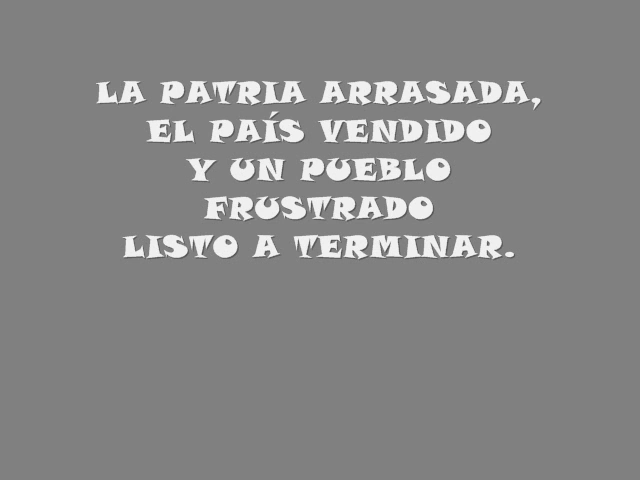 LA PATRIA ARRASADA,
EL PAÍS VENDIDO
Y UN PUEBLO
FRUSTRADO
LISTO A TERMINAR.